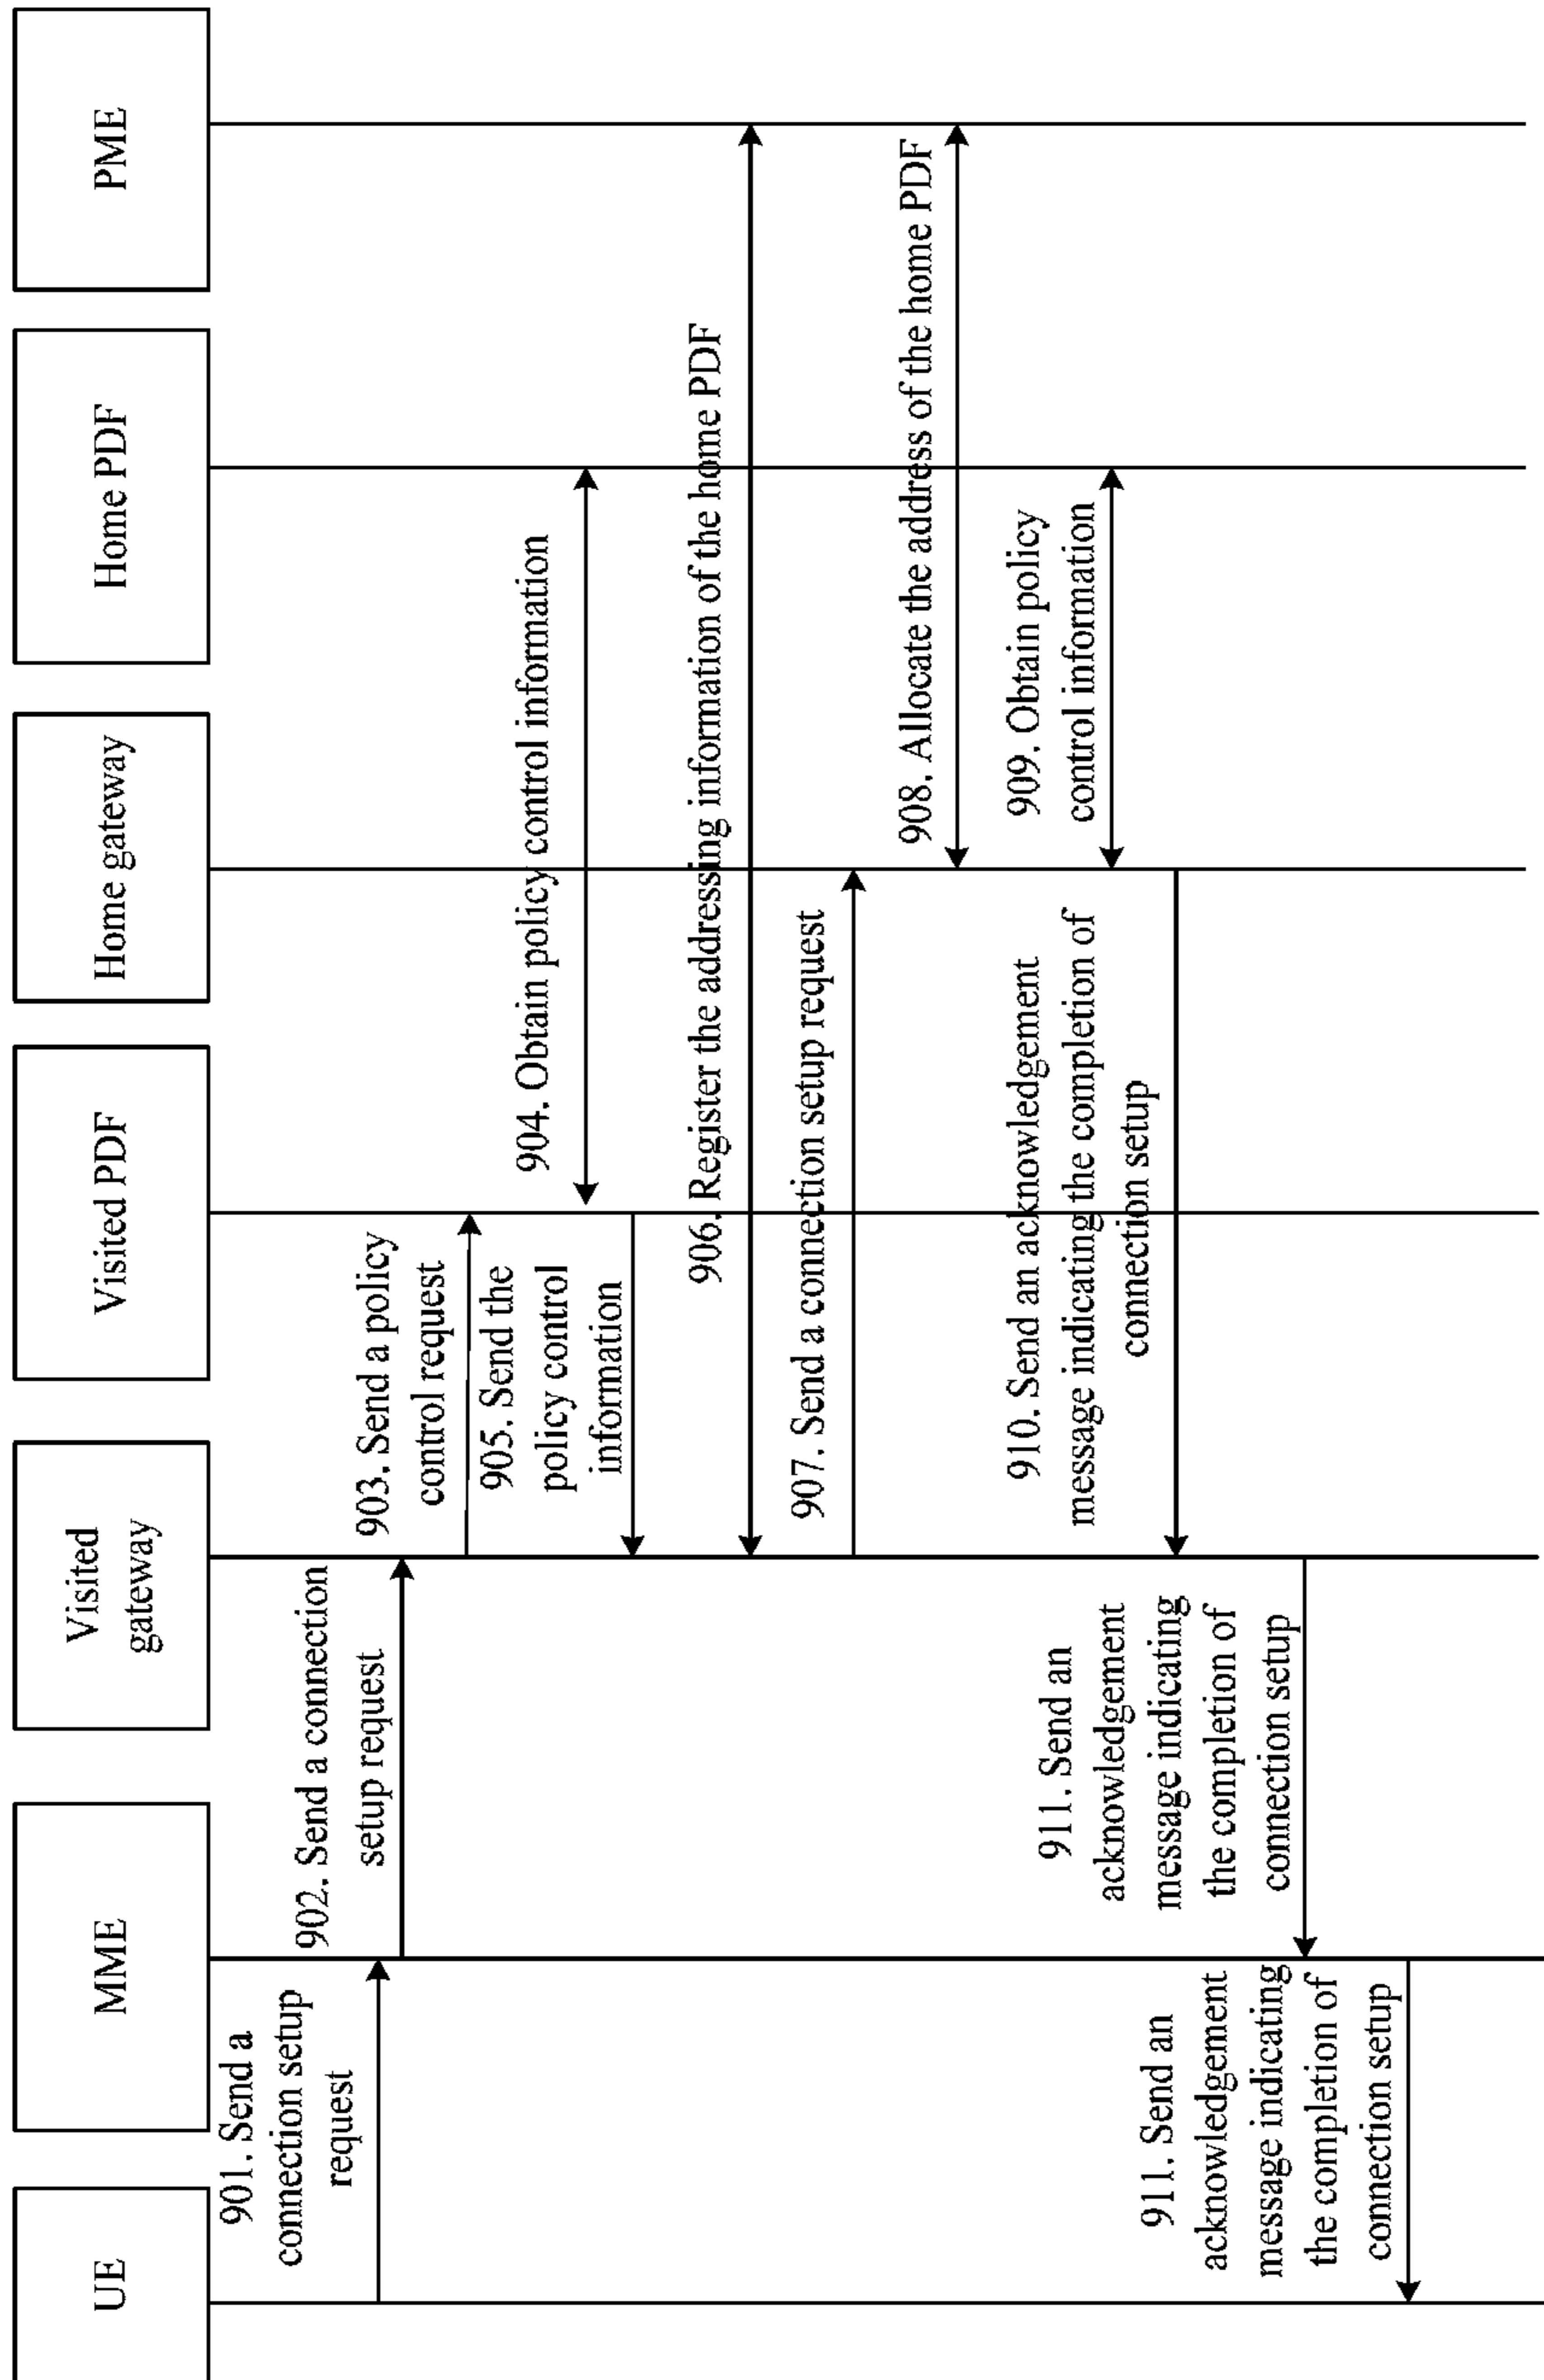 UE
MME
Visited
gateway
Visited PDF
Home gateway
Home PDF
PME
901. Send a
connection setup
request
902. Send a connection
setup request
903. Send a policy
control request
904. Obtain policy control information
905. Send the
policy control
information
906. Register the addressing information of the home PDF
907. Send a connection setup request
908. Allocate the address of the home PDF
909. Obtain policy
control information
910. Send an acknowledgement
message indicating the completion of
connection setup
911. Send an
acknowledgement
message indicating
the completion of
connection setup
911. Send an
acknowledgement
message indicating
the completion of
connection setup